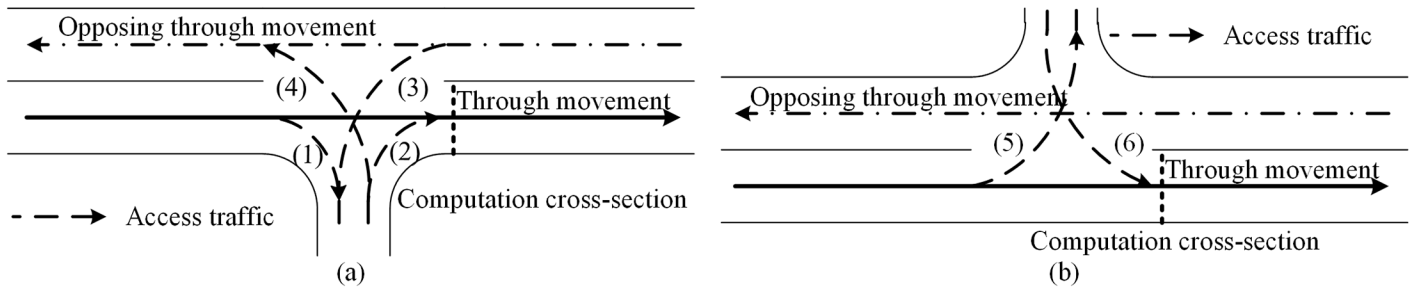 Opposing through movement
(4)
(3)
Through movement
(1)
(2)
Computation cross-section
Access traffic
(a)
Access traffic
Opposing through movement
(5)
(6)
Through movement
Computation cross-section
(b)